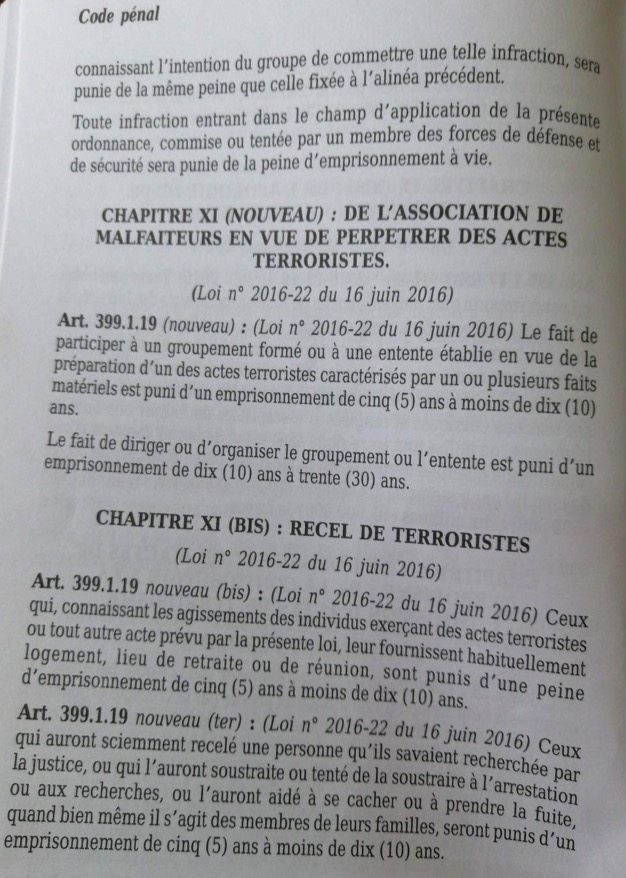 Code pénal
connaissant l'intention du groupe de commettre une telle infraction, sera
punie de la même peine que celle fixée à l'alinéa précédent.
Toute infraction entrant dans le champ d'application de la présente
ordonnance, commise ou tentée par un membre des forces de défense et
de sécurité sera punie de la peine d'emprisonnement à vie.
CHAPITRE XI (NOUVEAU) : DE L'ASSOCIATION DE
MALFAITEURS EN VUE DE PERPETRER DES ACTES
TERRORISTES.
(Loi n° 2016-22 du 16 juin 2016)
Art. 399.1.19 (nouveau) : (Loi n° 2016-22 du 16 juin 2016) Le fait de
participer à un groupement formé ou à une entente établie en vue de la
préparation d'un des actes terroristes caractérisés par un ou plusieurs faits
matériels est puni d'un emprisonnement de cinq (5) ans à moins de dix (10)
ans.
Le fait de diriger ou d'organiser le groupement ou l'entente est puni d'un
emprisonnement de dix (10) ans à trente (30) ans.
CHAPITRE XI (BIS) : RECEL DE TERRORISTES
(Loi n° 2016-22 du 16 juin 2016)
Art. 399.1.19 nouveau (bis) : (Loi n° 2016-22 du 16 juin 2016) Ceux
qui, connaissant les agissements des individus exerçant des actes terroristes
ou tout autre acte prévu par la présente loi, leur fournissent habituellement
logement, lieu de retraite ou de réunion, sont punis d'une peine
d'emprisonnement de cinq (5) ans à moins de dix (10) ans.
Art. 399.1.19 nouveau (ter) : (Loi n° 2016-22 du 16 juin 2016) Ceux
qui auront sciemment recelé une personne qu'ils savaient recherchée par
la justice, ou qui l'auront soustraite ou tenté de la soustraire à l'arrestation
ou aux recherches, ou l'auront aidé à se cacher ou à prendre la fuite,
quand bien même il s'agit des membres de leurs familles, seront punis d'un
emprisonnement de cinq (5) ans à moins de dix (10) ans.